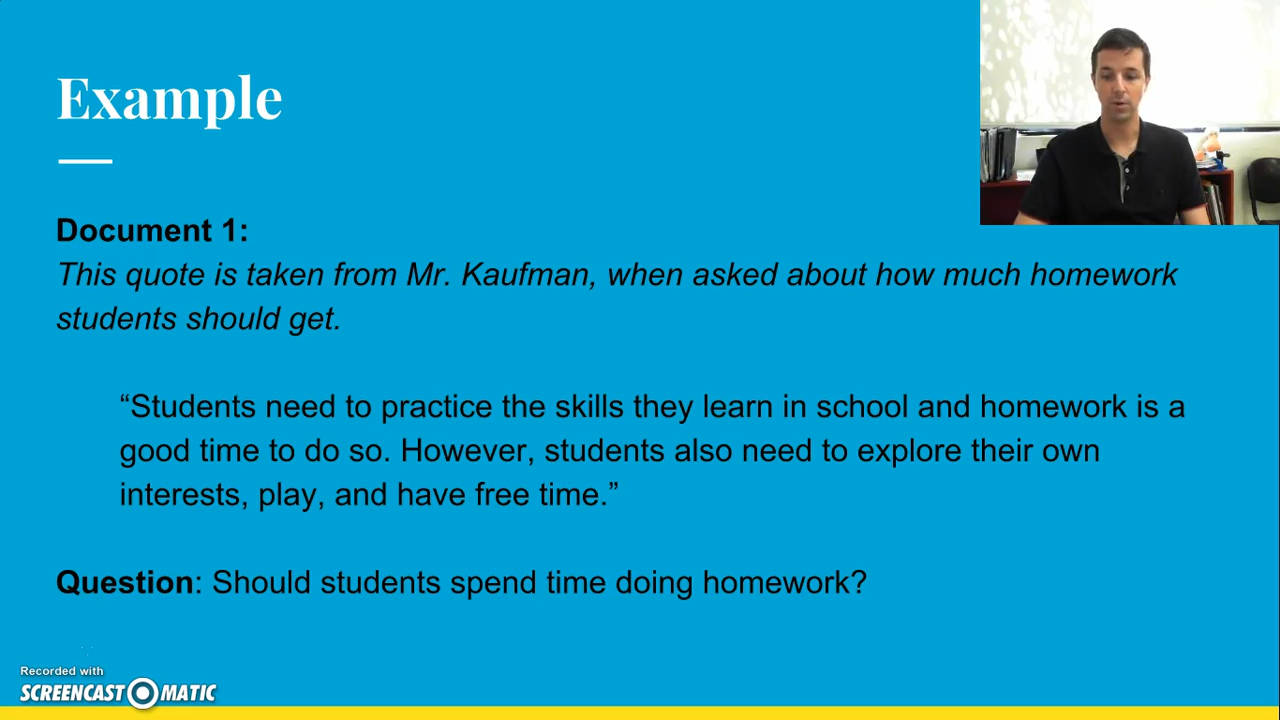 Example
Document 1:
This quote is taken from Mr. Kaufman, when asked about how much homework
students should get.
“Students need to practice the skills they learn in school and homework is a
good time to do so. However, students also need to explore their own
interests, play, and have free time.”
Question: Should students spend time doing homework?
Recorded with
SCREENCAST O MATIC